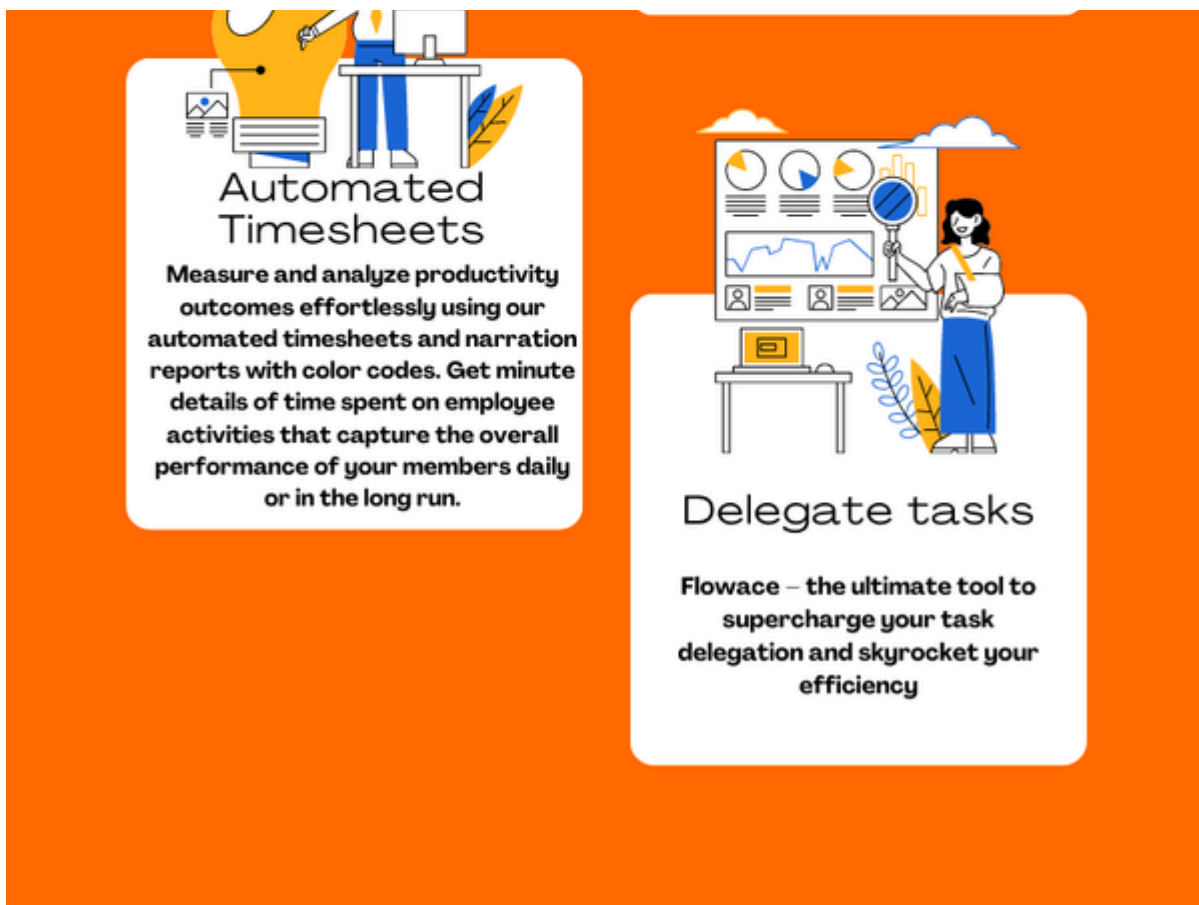 Automated
Timesheets
Measure and analyze productivity
outcomes effortlessly using our
automated timesheets and narration
reports with color codes. Get minute
details of time spent on employee
activities that capture the overall
performance of your members daily
or in the long run.
Delegate tasks
Flowace – the ultimate tool to
supercharge your task
delegation and skyrocket your
efficiency